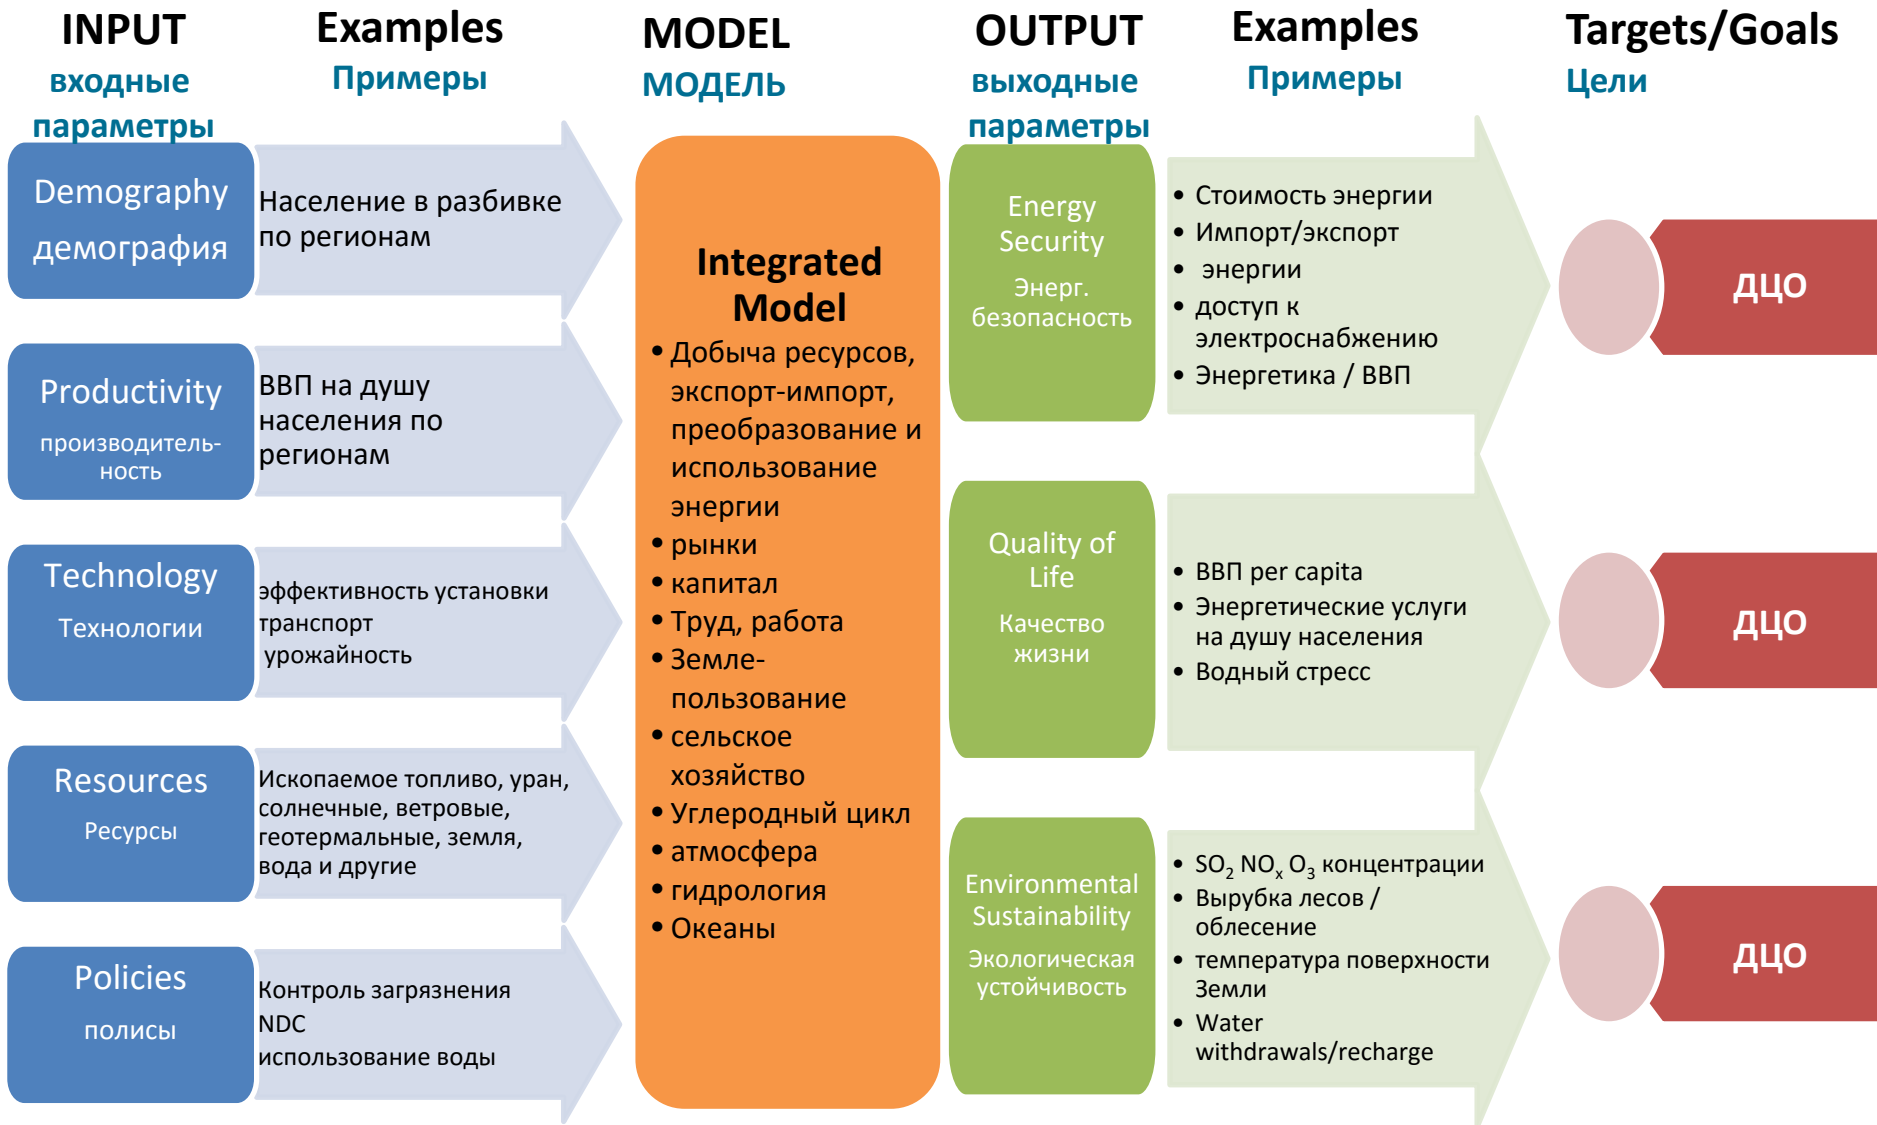 INPUT
входные
параметры
Examples
Примеры
MODEL
МОДЕЛЬ
OUTPUT
выходные
параметры
Examples
Примеры
Targets/Goals
Цели
Demography
демография
Население в разбивке
по регионам
Productivity
производитель-
ность
ВВП на душу
населения по
регионам
Technology
Технологии
эффективность установки
транспорт
урожайность
Resources
Ресурсы
Ископаемое топливо, уран,
солнечные, ветровые,
геотермальные, земля,
вода и другие
Policies
полисы
Контроль загрязнения
NDC
использование воды
Integrated
Model
• Добыча ресурсов,
экспорт-импорт,
преобразование и
использование
энергии
• рынки
• капитал
• Труд, работа
• Земле-
пользование
• сельское
хозяйство
• Углеродный цикл
• атмосфера
• гидрология
• Океаны
Energy
Security
Энерг.
безопасность
• Стоимость энергии
• Импорт/экспорт
• энергии
• доступ к
электроснабжению
• Энергетика / ВВП
ДЦО
Quality of
Life
Качество
жизни
• ВВП per capita
• Энергетические услуги
на душу населения
• Водный стресс
ДЦО
Environmental
Sustainability
Экологическая
устойчивость
• SO₂ NOₓ O₃ концентрации
• Вырубка лесов /
облесение
• температура поверхности
Земли
• Water
withdrawals/recharge
ДЦО